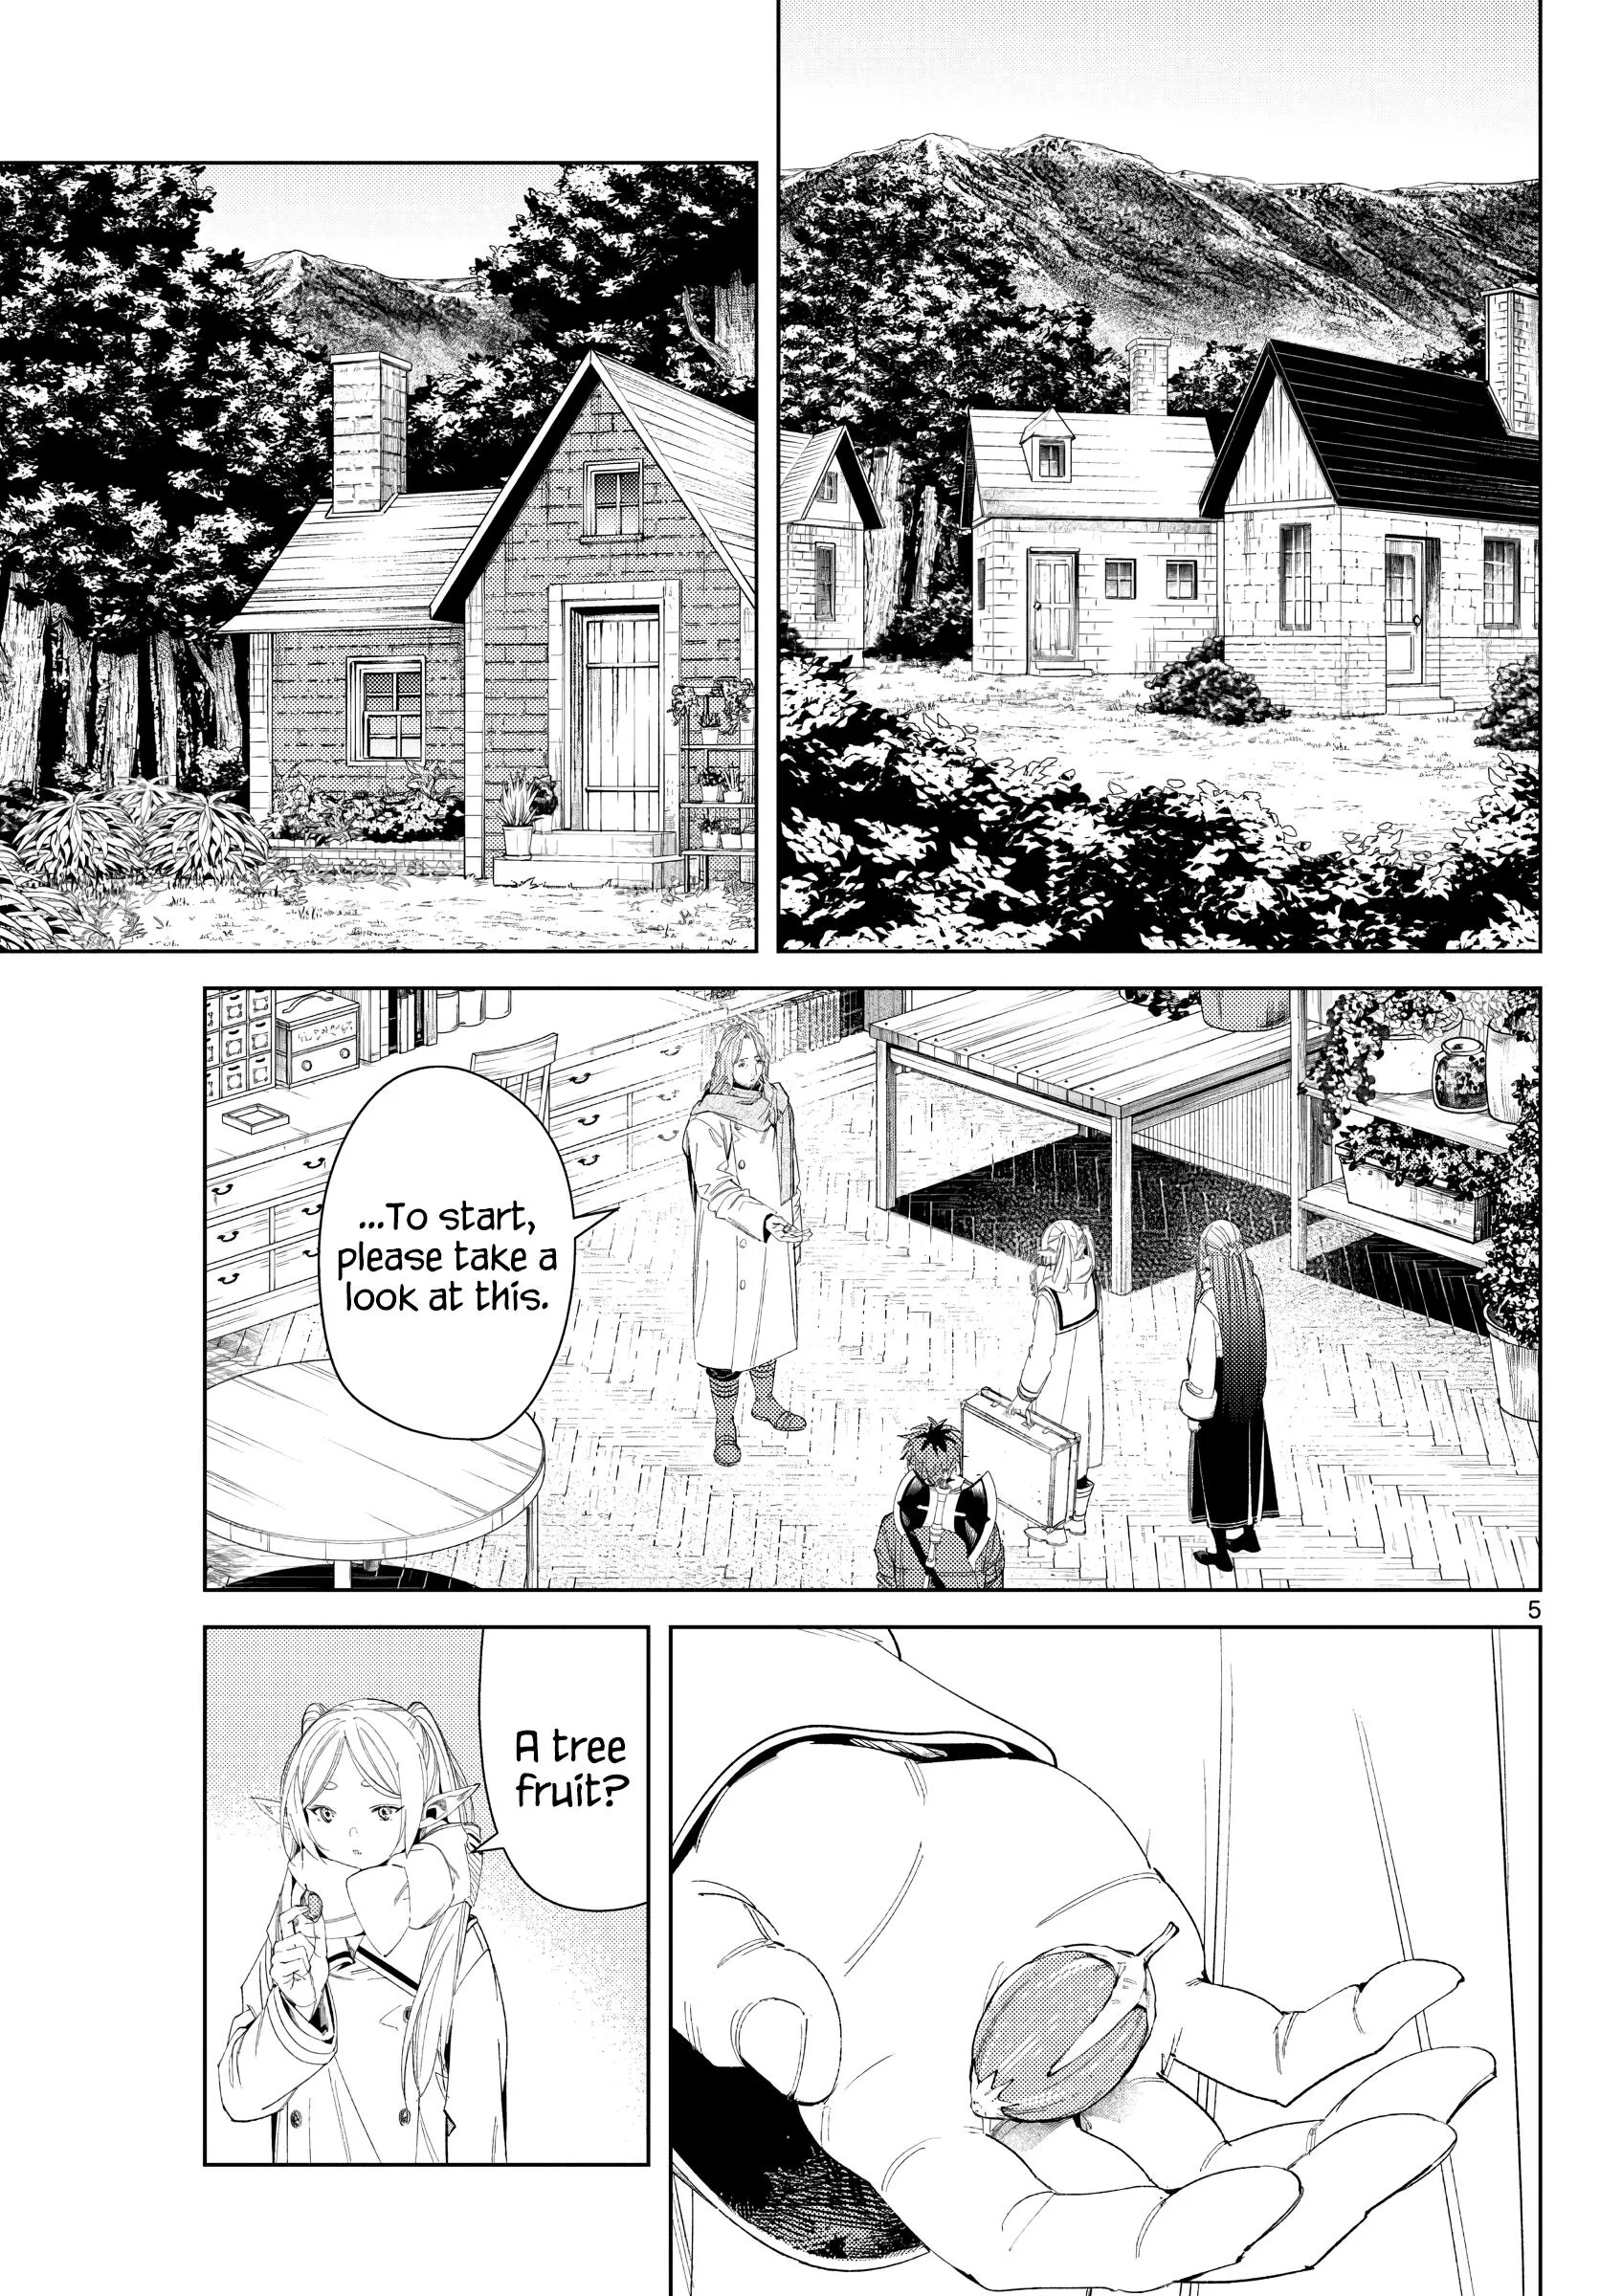 ...To start,
please take a
look at this.
5
A tree
fruit?